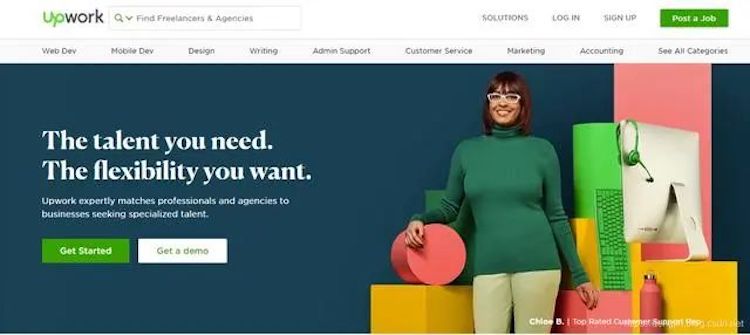 upwork
Find Freelancers & Agencies
SOLUTIONS
LOG IN
SIGN UP
Post a Job
Web Dev
Mobile Dev
Design
Writing
Admin Support
Customer Service
Marketing
Accounting
See All Categories
The talent you need.
The flexibility you want.
Upwork expertly matches professionals and agencies to
businesses seeking specialized talent.
Get Started
Get a demo
Chloe B. | Top Rated Customer Support Rep